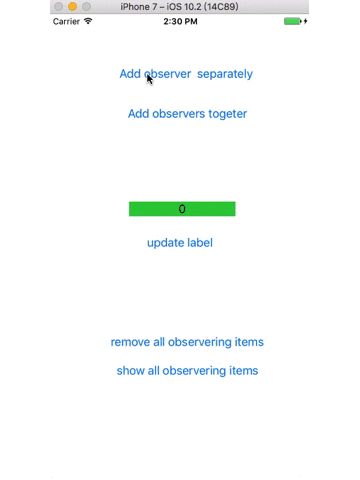 iPhone 7 – iOS 10.2 (14C89)
Carrier 2:30 PM
Add observer separately
Add observers togeter
0
update label
remove all observering items
show all observering items